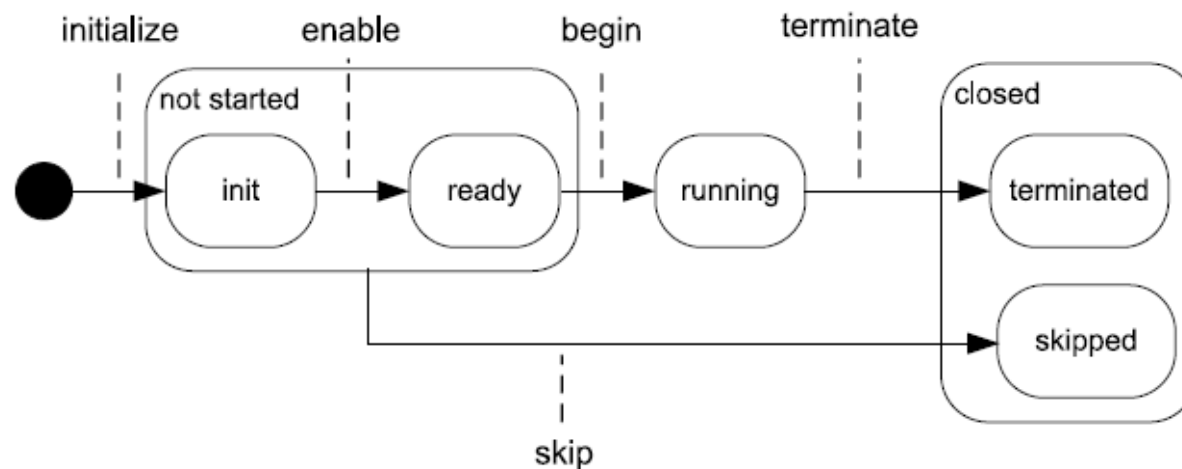 initialize
enable
begin
terminate
not started
closed
init
ready
running
terminated
skipped
skip